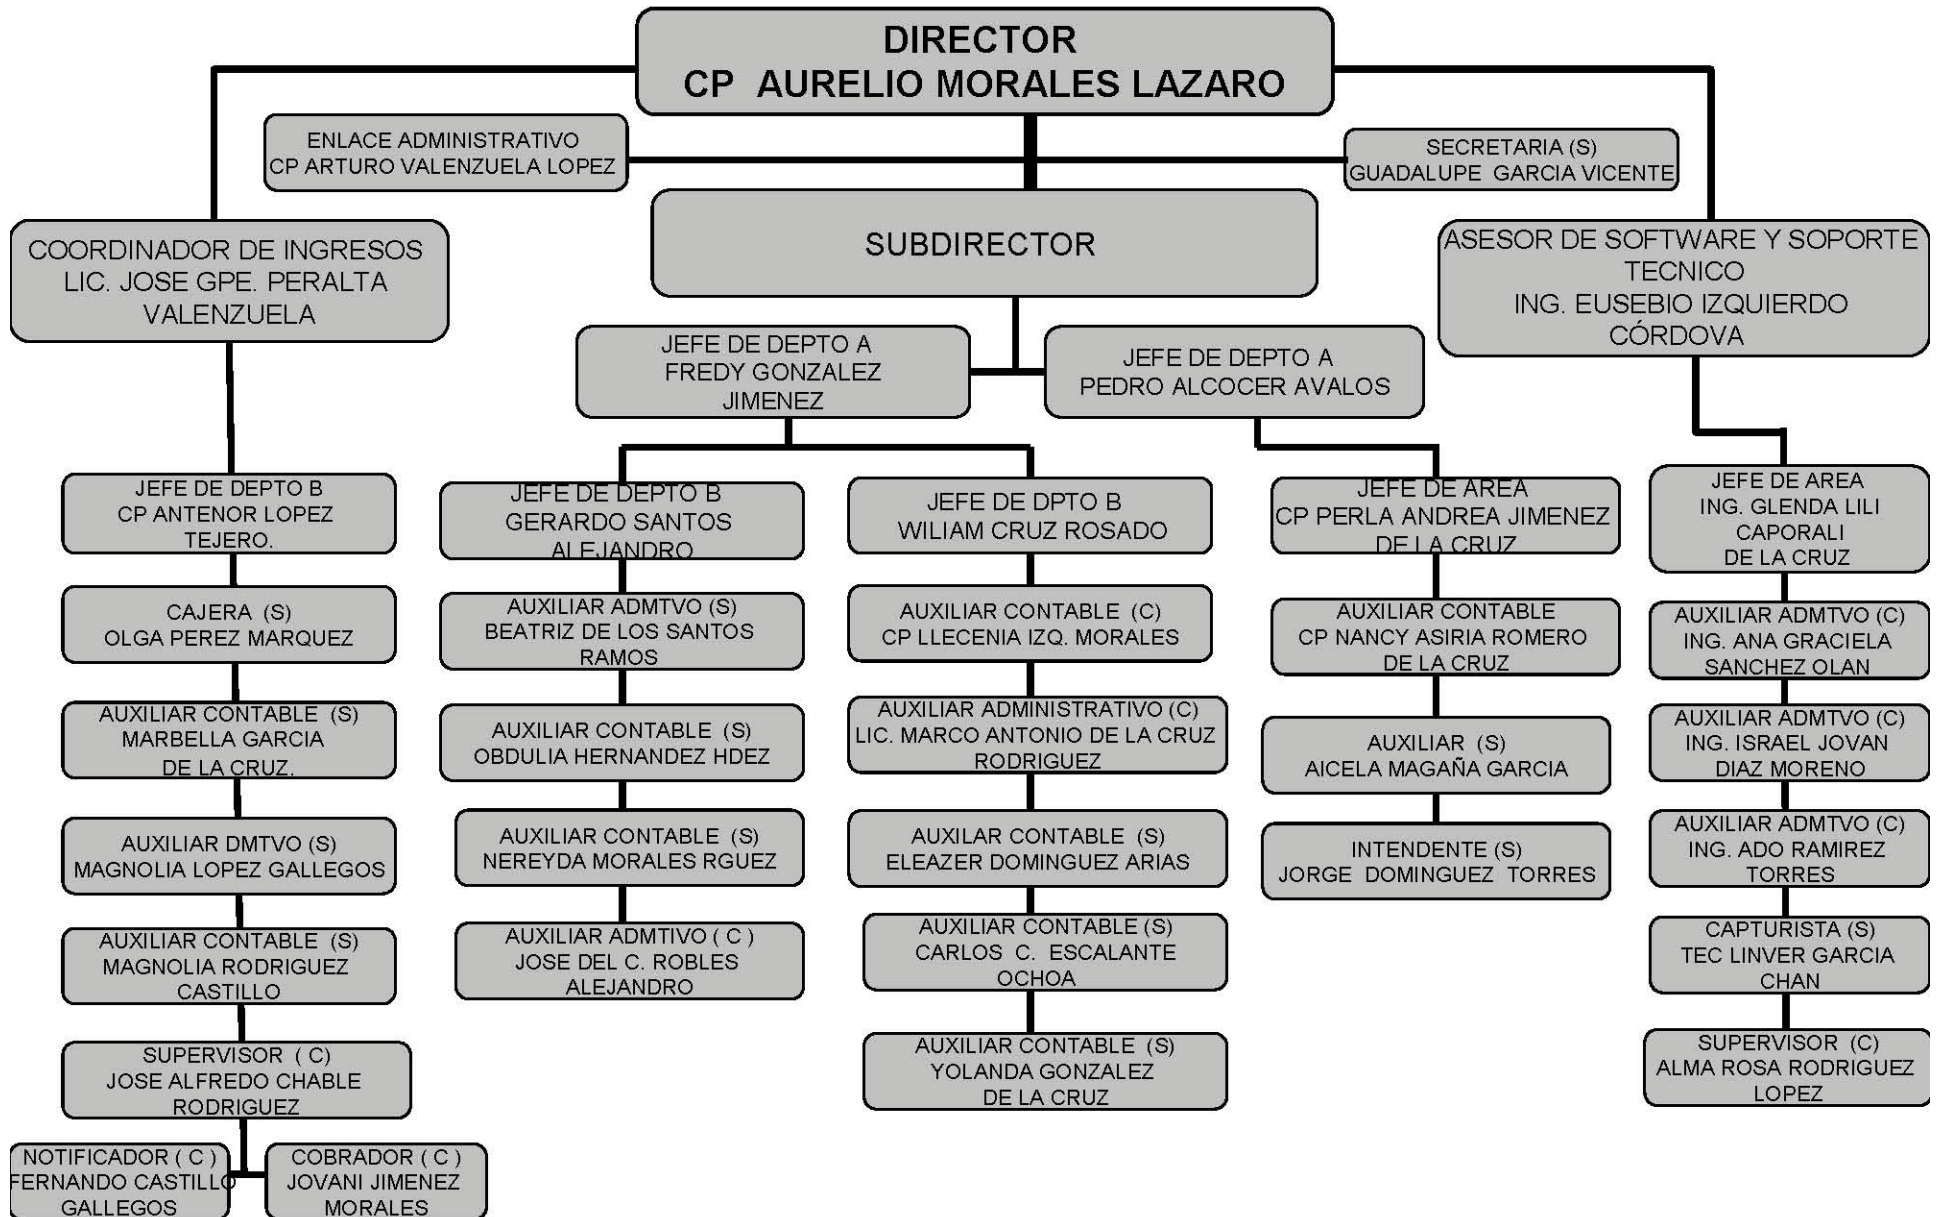 DIRECTOR
CP AURELIO MORALES LAZARO
ENLACE ADMINISTRATIVO
CP ARTURO VALENZUELA LOPEZ
SECRETARIA (S)
GUADALUPE GARCIA VICENTE
COORDINADOR DE INGRESOS
LIC. JOSE GPE. PERALTA
VALENZUELA
SUBDIRECTOR
ASESOR DE SOFTWARE Y SOPORTE
TECNICO
ING. EUSEBIO IZQUIERDO
CÓRDOVA
JEFE DE DEPTO A
FREDY GONZALEZ
JIMENEZ
JEFE DE DEPTO A
PEDRO ALCOCER AVALOS
JEFE DE DEPTO B
CP ANTENOR LOPEZ
TEJERO.
CAJERA (S)
OLGA PEREZ MARQUEZ
AUXILIAR CONTABLE (S)
MARBELLA GARCIA
DE LA CRUZ.
AUXILIAR DMTVO (S)
MAGNOLIA LOPEZ GALLEGOS
AUXILIAR CONTABLE (S)
MAGNOLIA RODRIGUEZ
CASTILLO
SUPERVISOR ( C)
JOSE ALFREDO CHABLE
RODRIGUEZ
NOTIFICADOR ( C )
FERNANDO CASTILLO
GALLEGOS
COBRADOR ( C )
JOVANI JIMENEZ
MORALES
JEFE DE DEPTO B
GERARDO SANTOS
ALEJANDRO
AUXILIAR ADMTVO (S)
BEATRIZ DE LOS SANTOS
RAMOS
AUXILIAR CONTABLE (S)
OBDULIA HERNANDEZ HDEZ
AUXILIAR CONTABLE (S)
NEREYDA MORALES RGUEZ
AUXILIAR ADMTIVO ( C )
JOSE DEL C. ROBLES
ALEJANDRO
JEFE DE DPTO B
WILIAM CRUZ ROSADO
AUXILIAR CONTABLE (C)
CP LLECENIA IZQ. MORALES
AUXILIAR ADMINISTRATIVO (C)
LIC. MARCO ANTONIO DE LA CRUZ
RODRIGUEZ
AUXILAR CONTABLE (S)
ELEAZER DOMINGUEZ ARIAS
AUXILIAR CONTABLE (S)
CARLOS C. ESCALANTE
OCHOA
AUXILIAR CONTABLE (S)
YOLANDA GONZALEZ
DE LA CRUZ
JEFE DE AREA
CP PERLA ANDREA JIMENEZ
DE LA CRUZ
AUXILIAR CONTABLE
CP NANCY ASIRIA ROMERO
DE LA CRUZ
AUXILIAR (S)
AICELA MAGAÑA GARCIA
INTENDENTE (S)
JORGE DOMINGUEZ TORRES
JEFE DE AREA
ING. GLENDA LILI
CAPORALI
DE LA CRUZ
AUXILIAR ADMTVO (C)
ING. ANA GRACIELA
SANCHEZ OLAN
AUXILIAR ADMTVO (C)
ING. ISRAEL JOVAN
DIAZ MORENO
AUXILIAR ADMTVO (C)
ING. ADO RAMIREZ
TORRES
CAPTURISTA (S)
TEC LINVER GARCIA
CHAN
SUPERVISOR (C)
ALMA ROSA RODRIGUEZ
LOPEZ